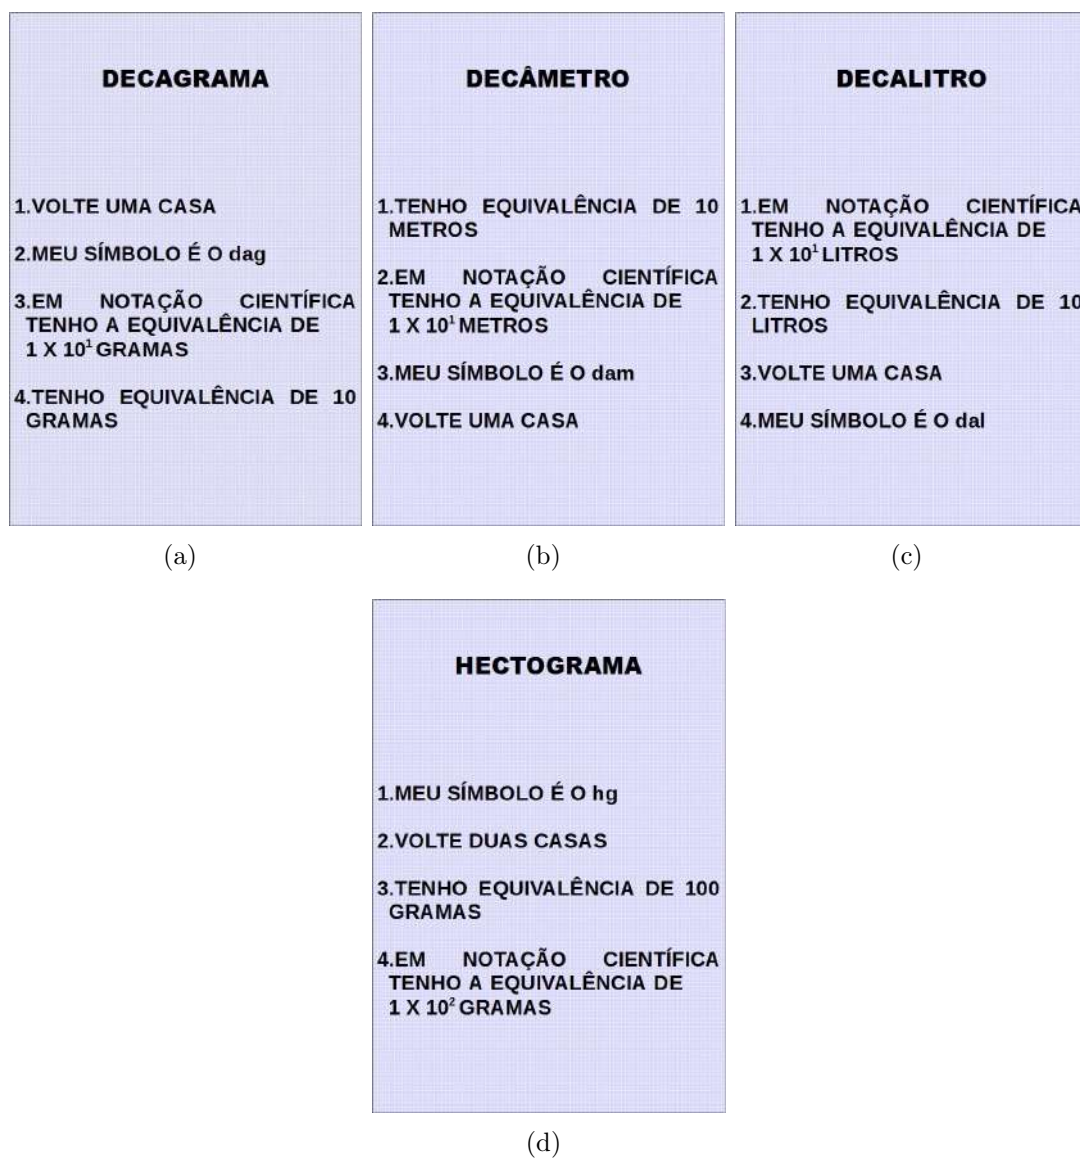 DECAGRAMA
1.VOLTE UMA CASA
2.MEU SÍMBOLO É O dag
3.EM NOTAÇÃO CIENTÍFICA
TENHO A EQUIVALÊNCIA DE
1 X 10¹ GRAMAS
4.TENHO EQUIVALÊNCIA DE 10
GRAMAS
(a)
DECÂMETRO
1.TENHO EQUIVALÊNCIA DE 10
METROS
2.EM NOTAÇÃO CIENTÍFICA
TENHO A EQUIVALÊNCIA DE
1 X 10¹ METROS
3.MEU SÍMBOLO É O dam
4.VOLTE UMA CASA
(b)
DECALITRO
1.EM NOTAÇÃO CIENTÍFICA
TENHO A EQUIVALÊNCIA DE
1 X 10¹ LITROS
2.TENHO EQUIVALÊNCIA DE 10
LITROS
3.VOLTE UMA CASA
4.MEU SÍMBOLO É O dal
(c)
HECTOGRAMA
1.MEU SÍMBOLO É O hg
2.VOLTE DUAS CASAS
3.TENHO EQUIVALÊNCIA DE 100
GRAMAS
4.EM NOTAÇÃO CIENTÍFICA
TENHO A EQUIVALÊNCIA DE
1 X 10² GRAMAS
(d)